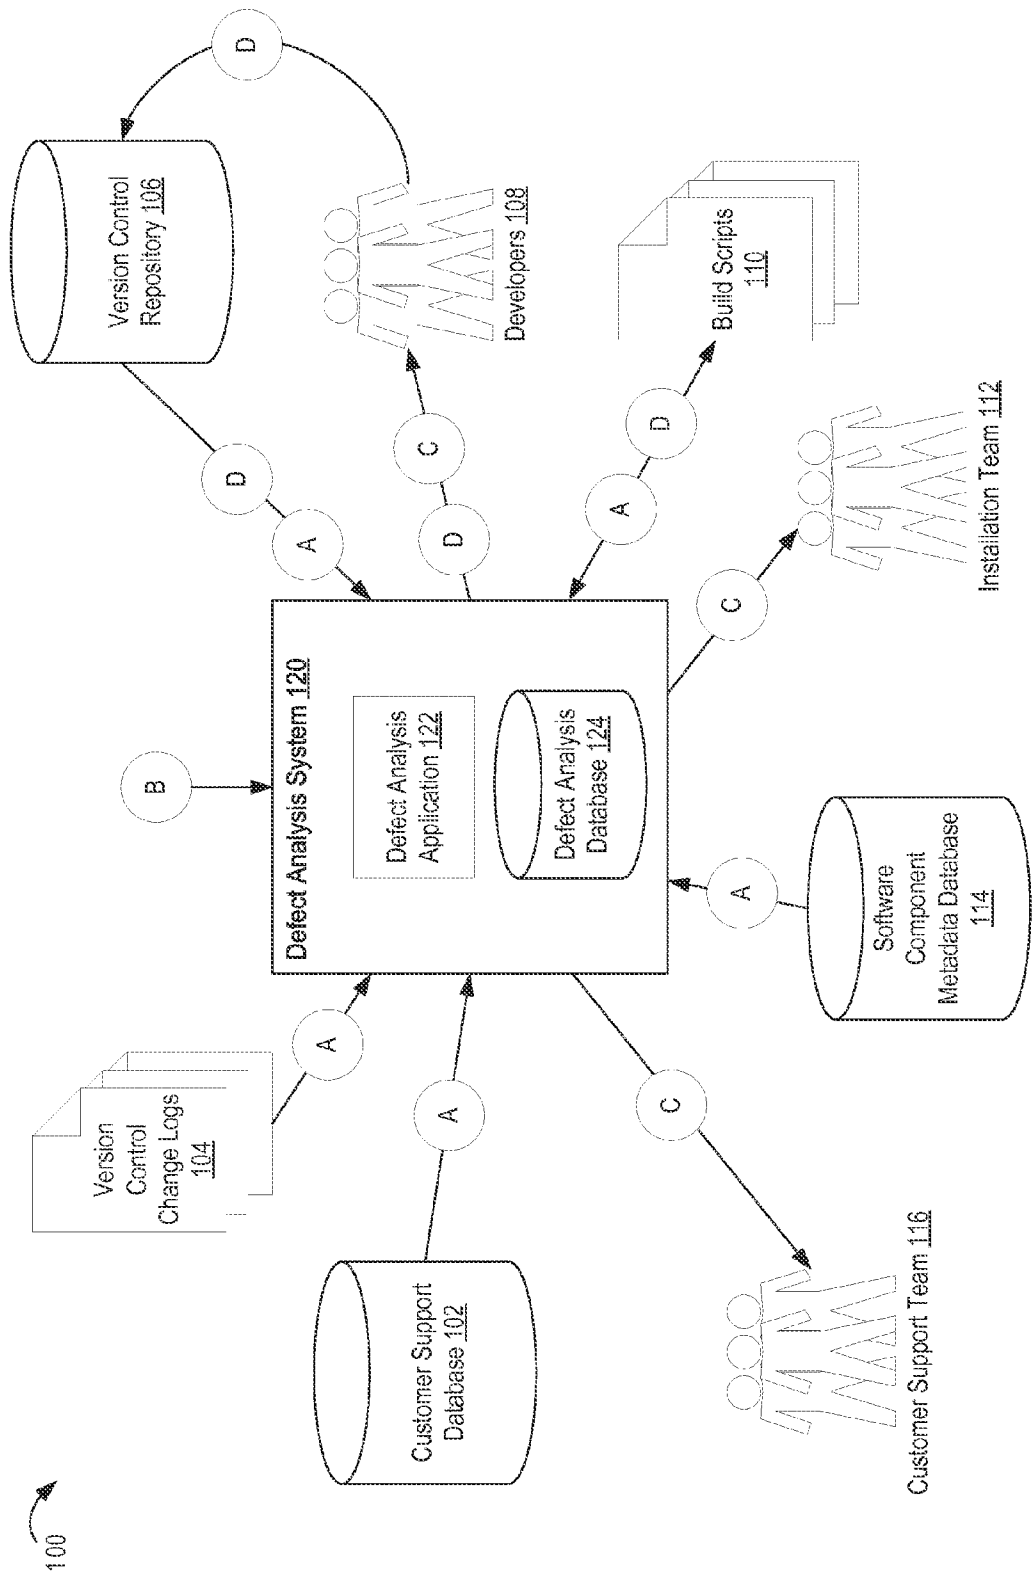 100
Version
Control
Change Logs
104
Customer Support
Database 102
Customer Support Team 116
A
A
C
B
Defect Analysis System 120
Defect Analysis
Application 122
Defect Analysis
Database 124
A
Software
Component
Metadata Database
114
D
A
D
C
A
D
C
D
Version Control
Repository 106
Developers 108
Build Scripts
110
Installation Team 112